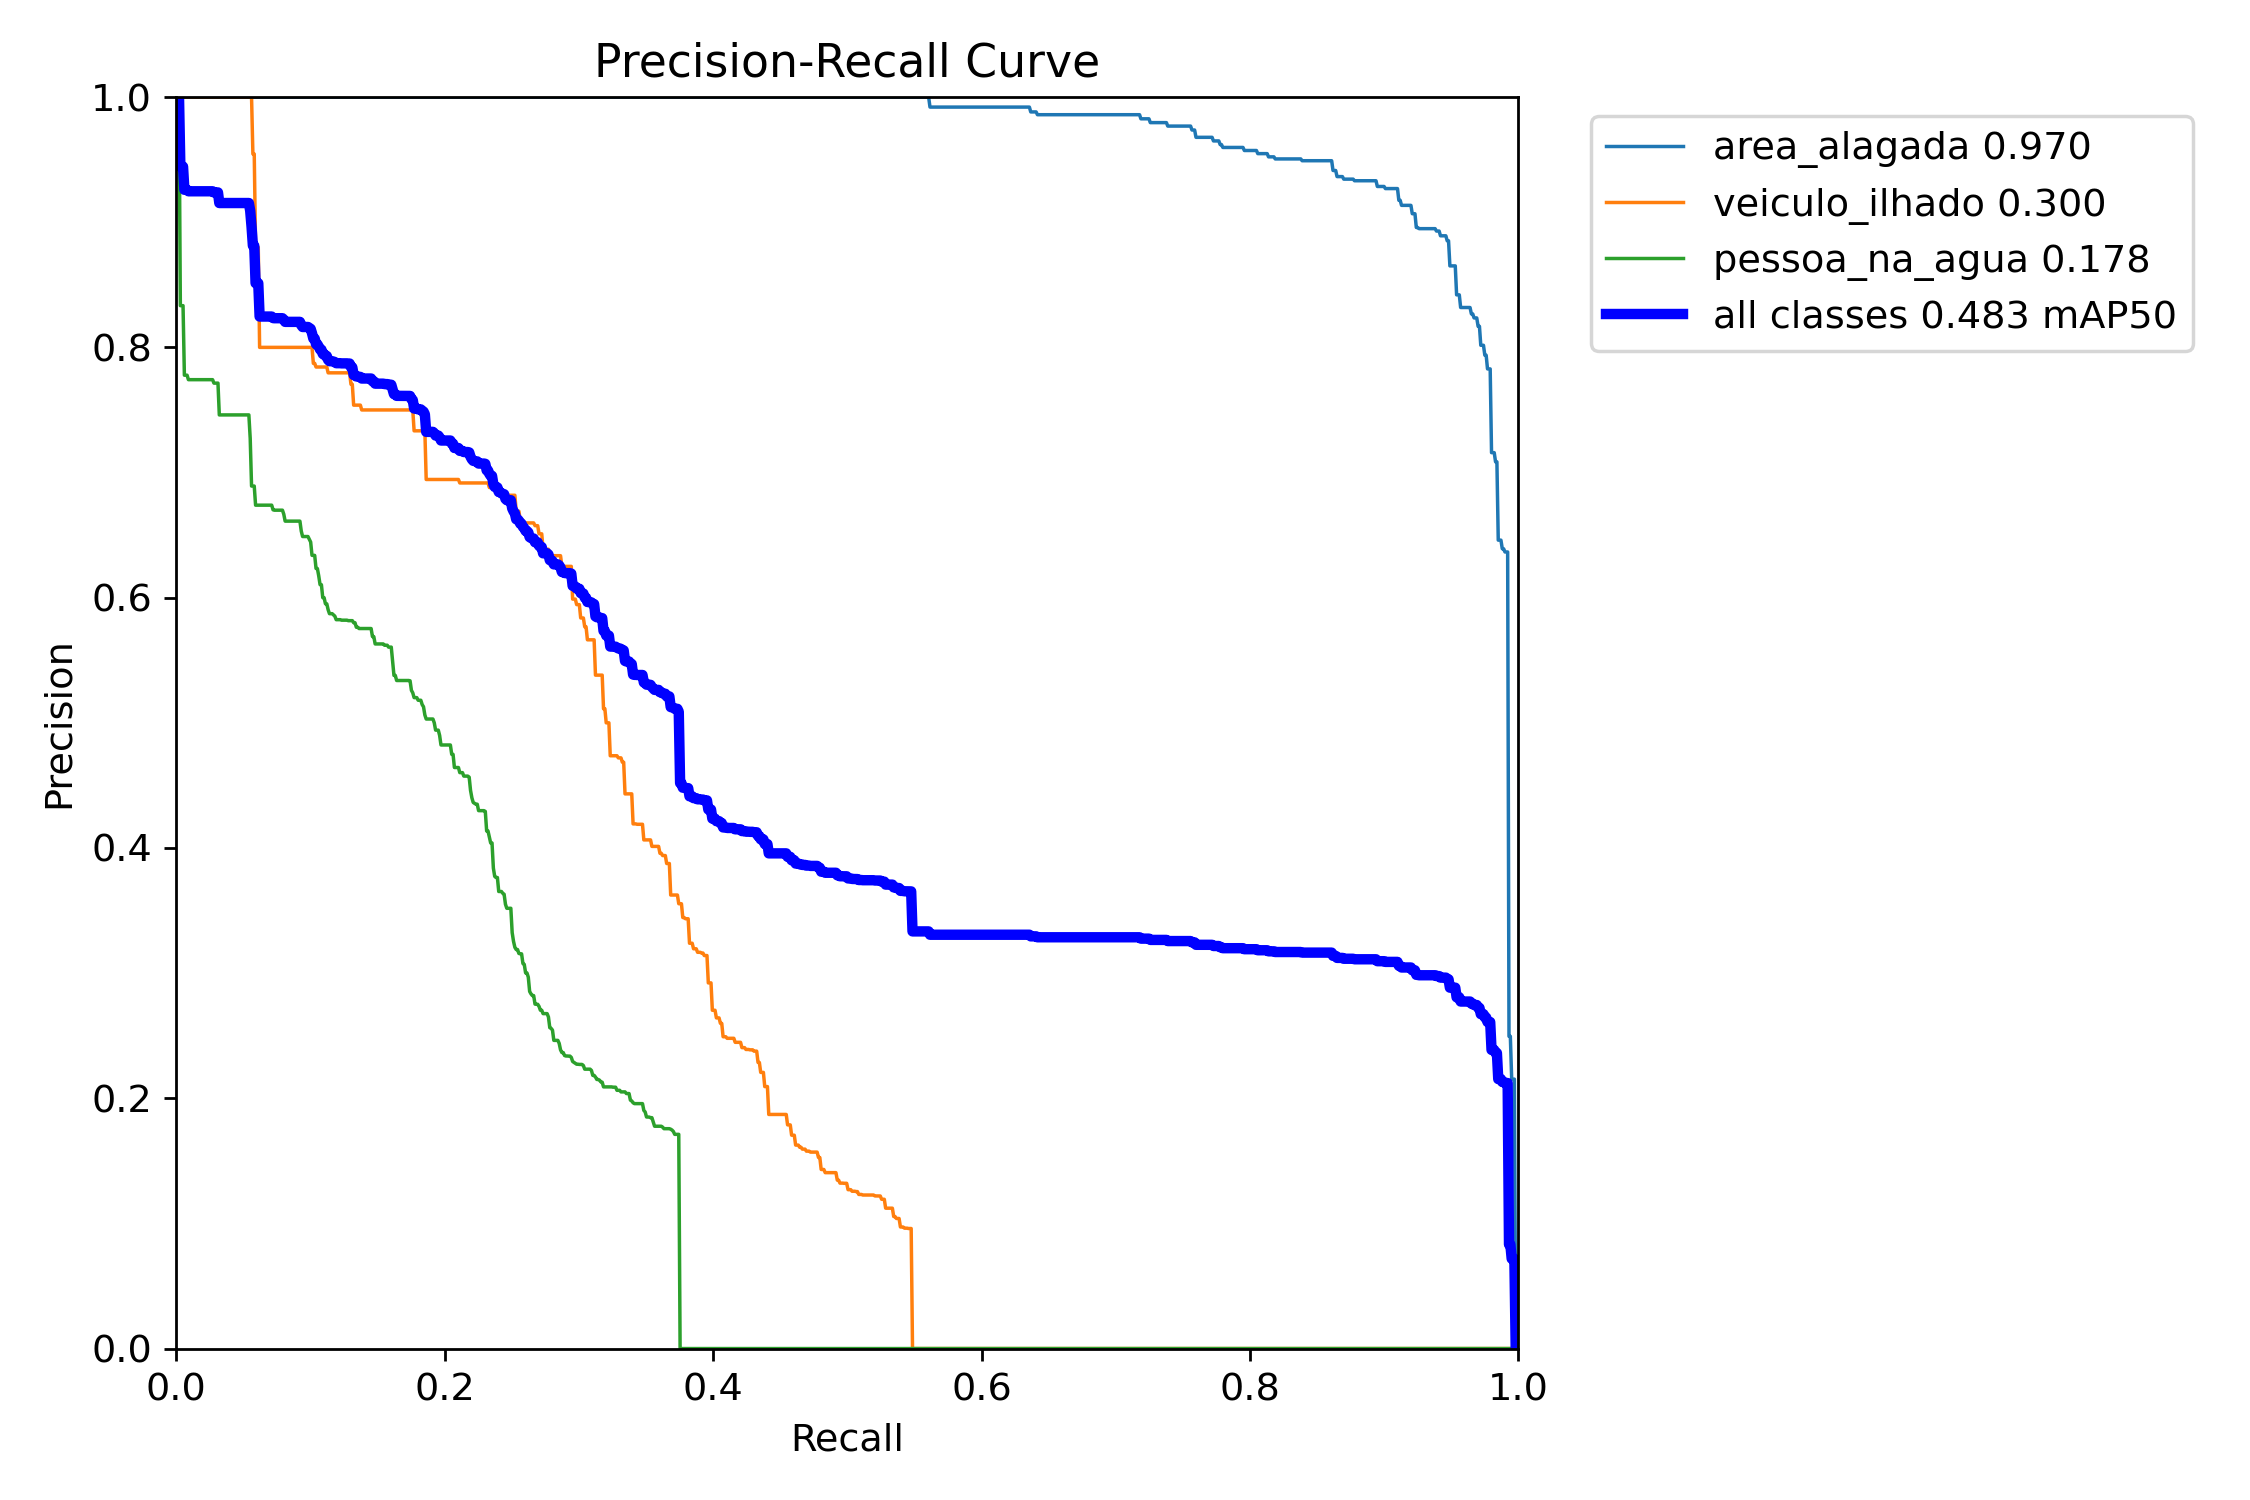 Precision-Recall Curve
1.0
0.8
0.6
0.4
0.2
0.0
Precision
0.0 0.2 0.4 0.6 0.8 1.0
Recall
area_alagada 0.970
veiculo_ilhado 0.300
pessoa_na_agua 0.178
all classes 0.483 mAP50